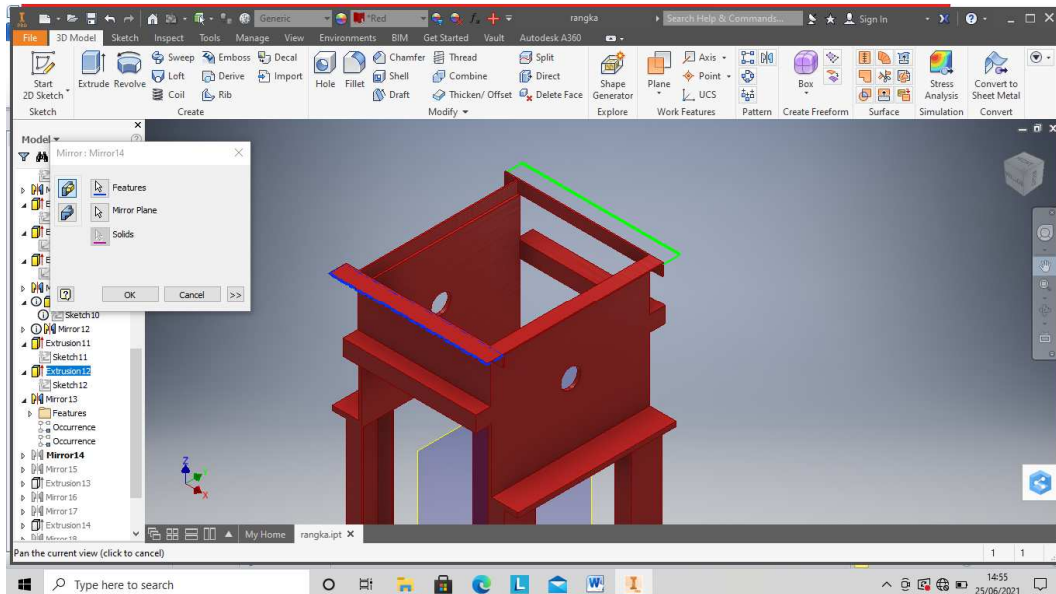 PRO
Generic
*Red
rangka
Search Help & Commands...
Sign In
File 3D Model Sketch Inspect Tools Manage View Environments BIM Get Started Vault Autodesk A360
Start
2D Sketch
Extrude
Revolve
Sweep Emboss Decal
Loft Derive Import
Coil Rib
Hole
Fillet
Chamfer Thread Split
Shell Combine Direct
Draft Thicken/ Offset Delete Face
Shape
Generator
Plane
Axis
Point
UCS
Box
Stress
Analysis
Convert to
Sheet Metal
Sketch Create Modify Explore Work Features Pattern Create Freeform Surface Simulation Convert
Model
Mirror : Mirror14
Features
Mirror Plane
Solids
OK Cancel >>
Sketch10
Mirror12
Extrusion11
Sketch11
Extrusion12
Sketch12
Mirror13
Features
Occurrence
Occurrence
Mirror14
Mirror15
Extrusion13
Mirror16
Mirror17
Extrusion14
Mirror18
Z
X
My Home rangka.ipt
Pan the current view (click to cancel)
1 1
Type here to search
14:55
25/06/2021